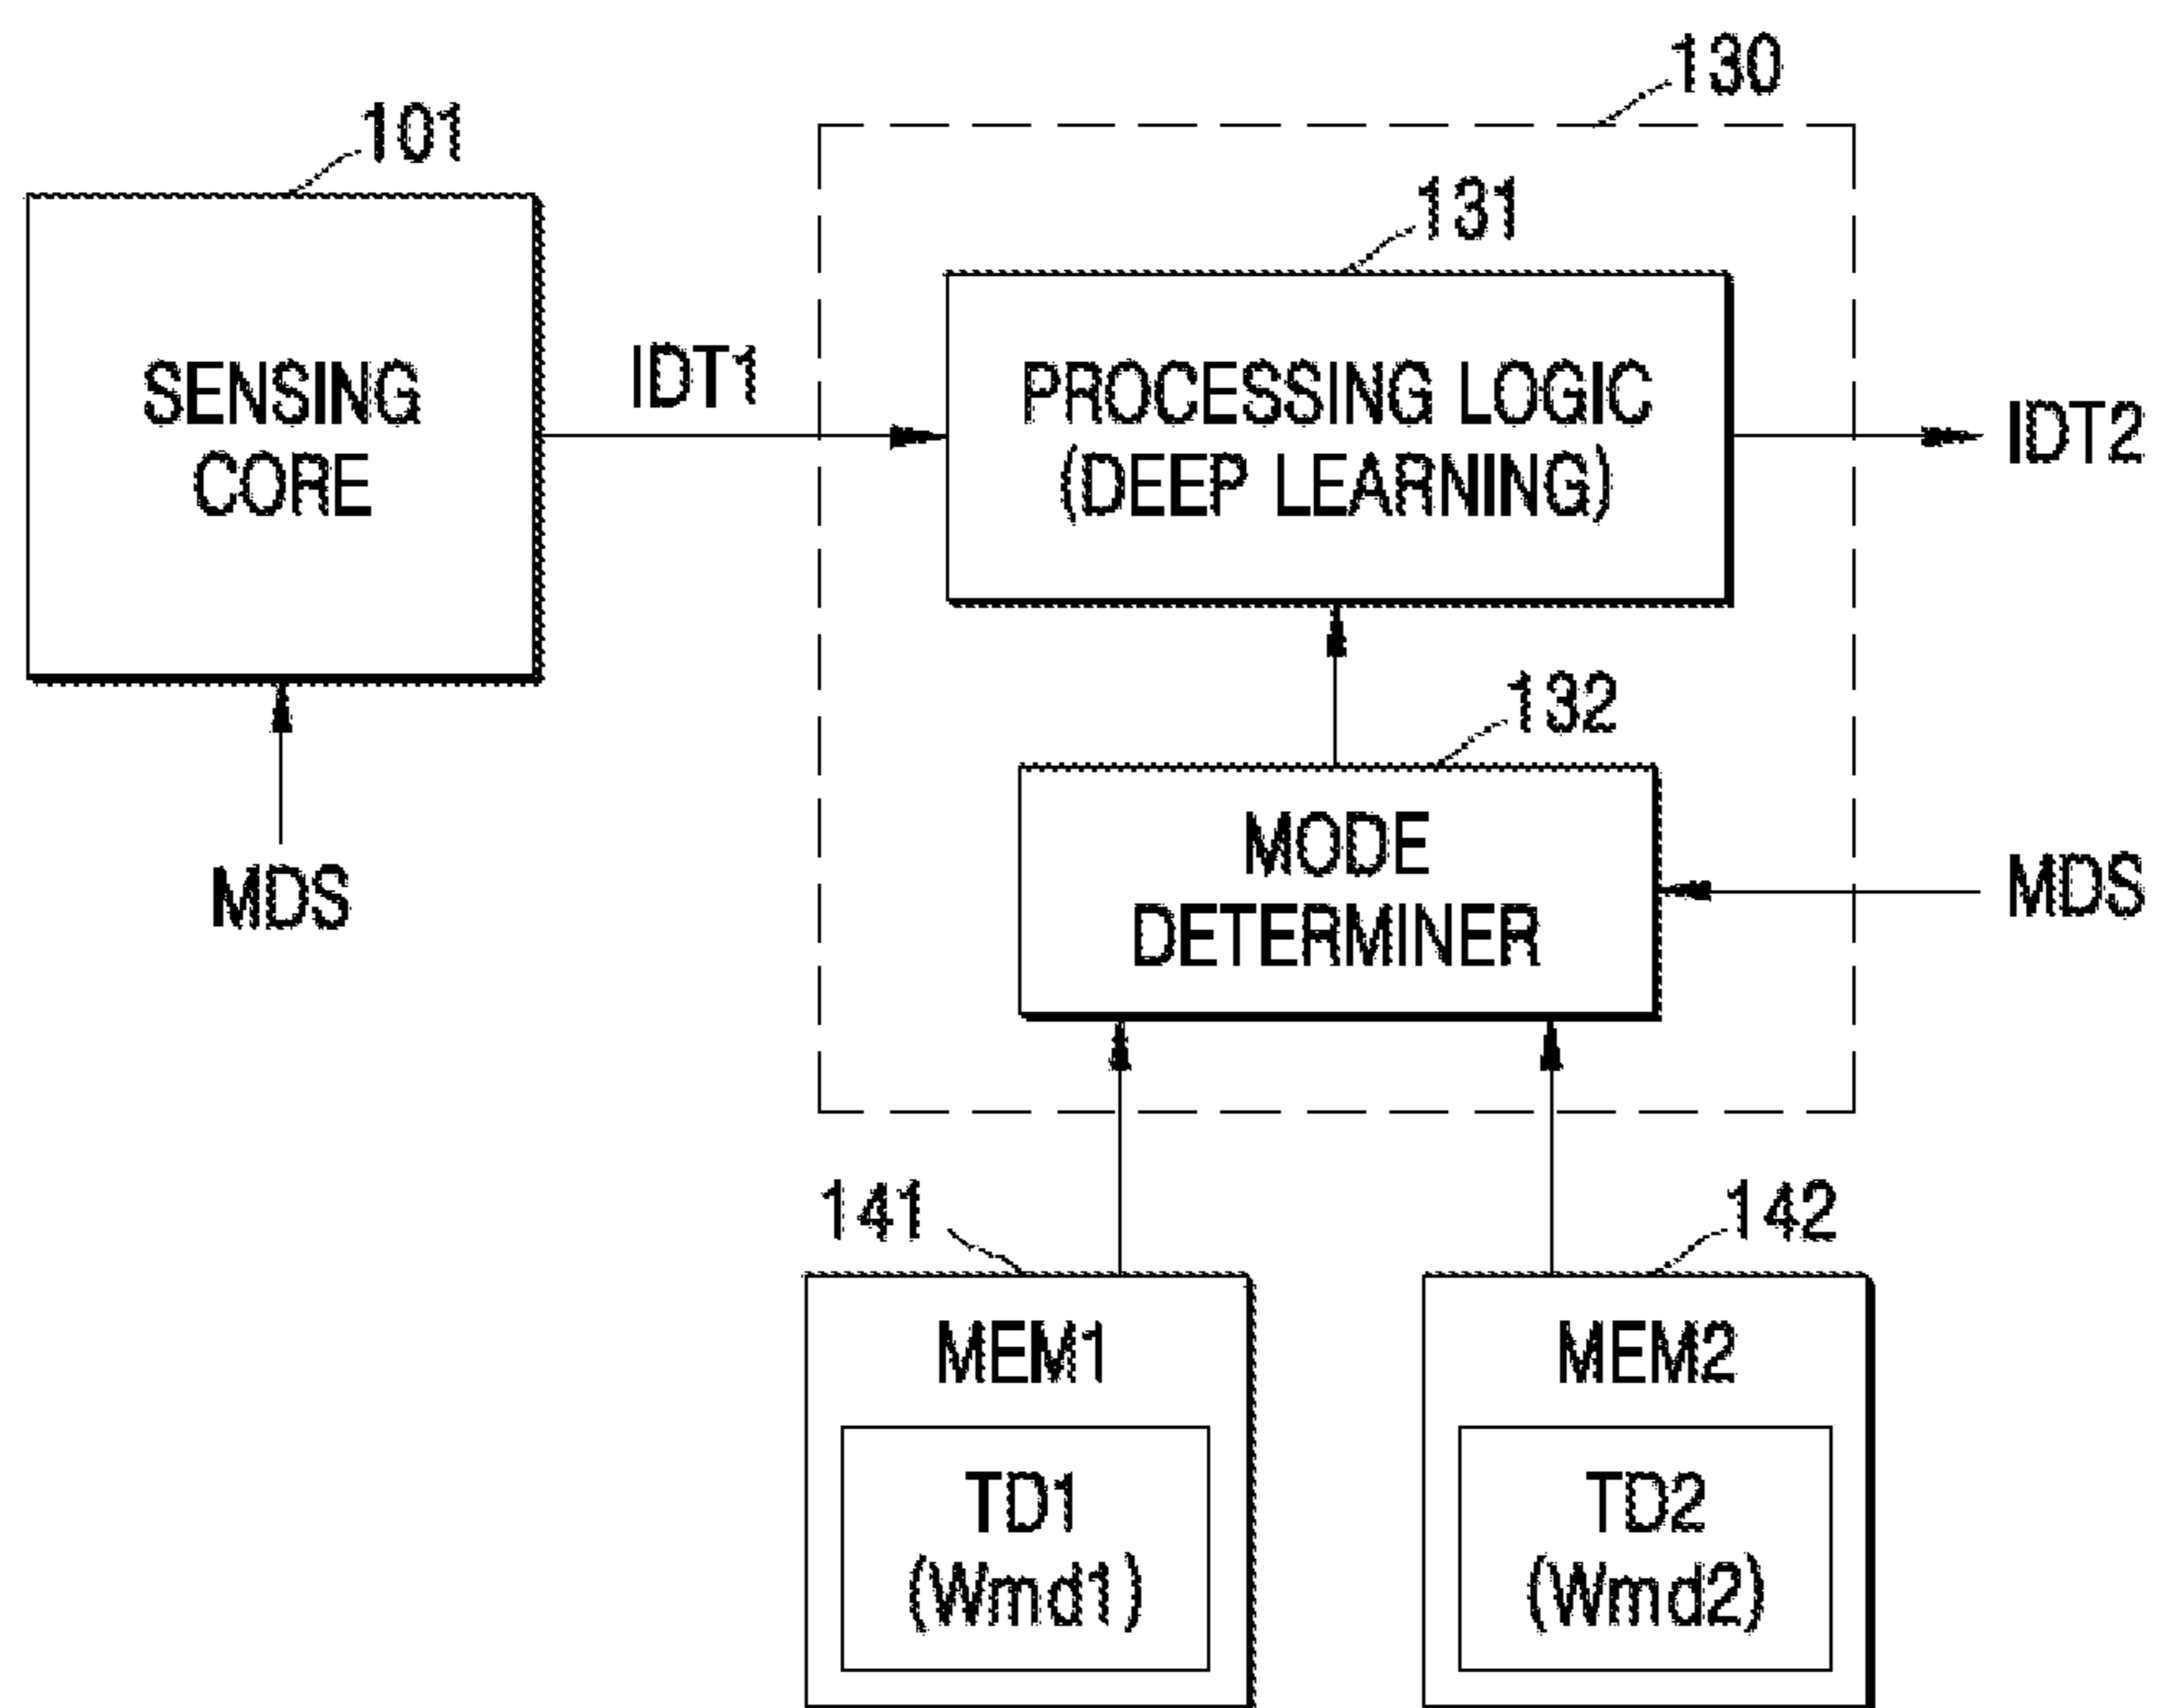 130
101
131
SENSING
CORE
IDT1
PROCESSING LOGIC
(DEEP LEARNING)
IDT2
132
MDS
MODE
DETERMINER
MDS
141
142
MEM1
MEM2
TD1
(Wmd1)
TD2
(Wmd2)